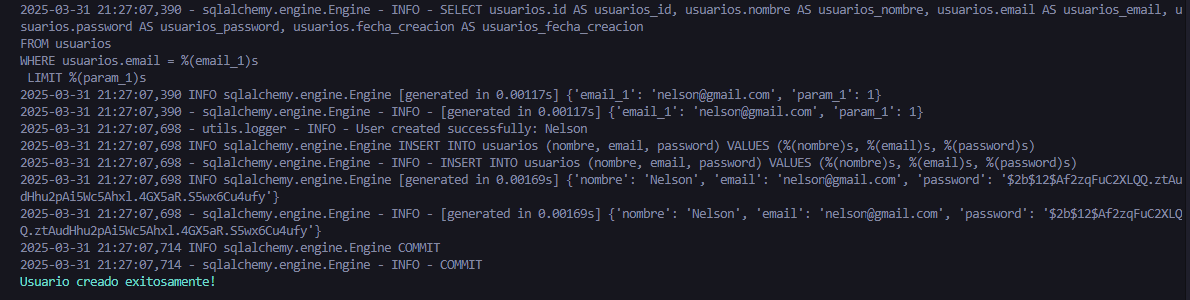 2025-03-31 21:27:07,390 - sqlalchemy.engine.Engine - INFO - SELECT usuarios.id AS usuarios_id, usuarios.nombre AS usuarios_nombre, usuarios.email AS usuarios_email, u
suarios.password AS usuarios_password, usuarios.fecha_creacion AS usuarios_fecha_creacion
FROM usuarios
WHERE usuarios.email = %(email_1)s
 LIMIT %(param_1)s
2025-03-31 21:27:07,390 INFO sqlalchemy.engine.Engine [generated in 0.00117s] {'email_1': 'nelson@gmail.com', 'param_1': 1}
2025-03-31 21:27:07,390 - sqlalchemy.engine.Engine - INFO - [generated in 0.00117s] {'email_1': 'nelson@gmail.com', 'param_1': 1}
2025-03-31 21:27:07,698 - utils.logger - INFO - User created successfully: Nelson
2025-03-31 21:27:07,698 INFO sqlalchemy.engine.Engine INSERT INTO usuarios (nombre, email, password) VALUES (%(nombre)s, %(email)s, %(password)s)
2025-03-31 21:27:07,698 - sqlalchemy.engine.Engine - INFO - INSERT INTO usuarios (nombre, email, password) VALUES (%(nombre)s, %(email)s, %(password)s)
2025-03-31 21:27:07,698 INFO sqlalchemy.engine.Engine [generated in 0.00169s] {'nombre': 'Nelson', 'email': 'nelson@gmail.com', 'password': '$2b$12$Af2zqFuC2XLQQ.ztAu
dHhu2pAi5Wc5Ahxl.4GX5aR.S5wx6Cu4ufy'}
2025-03-31 21:27:07,698 - sqlalchemy.engine.Engine - INFO - [generated in 0.00169s] {'nombre': 'Nelson', 'email': 'nelson@gmail.com', 'password': '$2b$12$Af2zqFuC2XLQ
Q.ztAudHhu2pAi5Wc5Ahxl.4GX5aR.S5wx6Cu4ufy'}
2025-03-31 21:27:07,714 INFO sqlalchemy.engine.Engine COMMIT
2025-03-31 21:27:07,714 - sqlalchemy.engine.Engine - INFO - COMMIT
Usuario creado exitosamente!